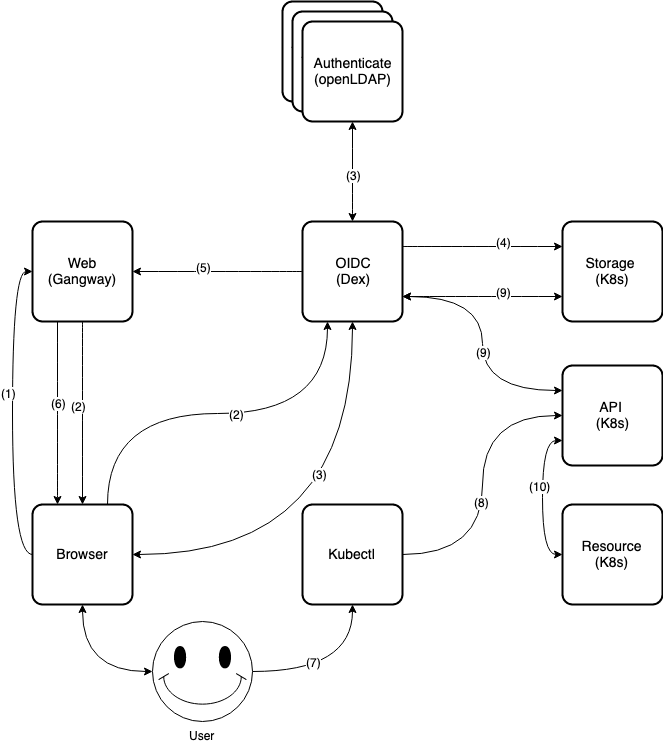 Authenticate
(openLDAP)
(3)
Web
(Gangway)
(5)
OIDC
(Dex)
(4)
(9)
Storage
(K8s)
(9)
(1)
(6)
(2)
(2)
API
(K8s)
(3)
(8)
(10)
Browser
Kubectl
Resource
(K8s)
(7)
User